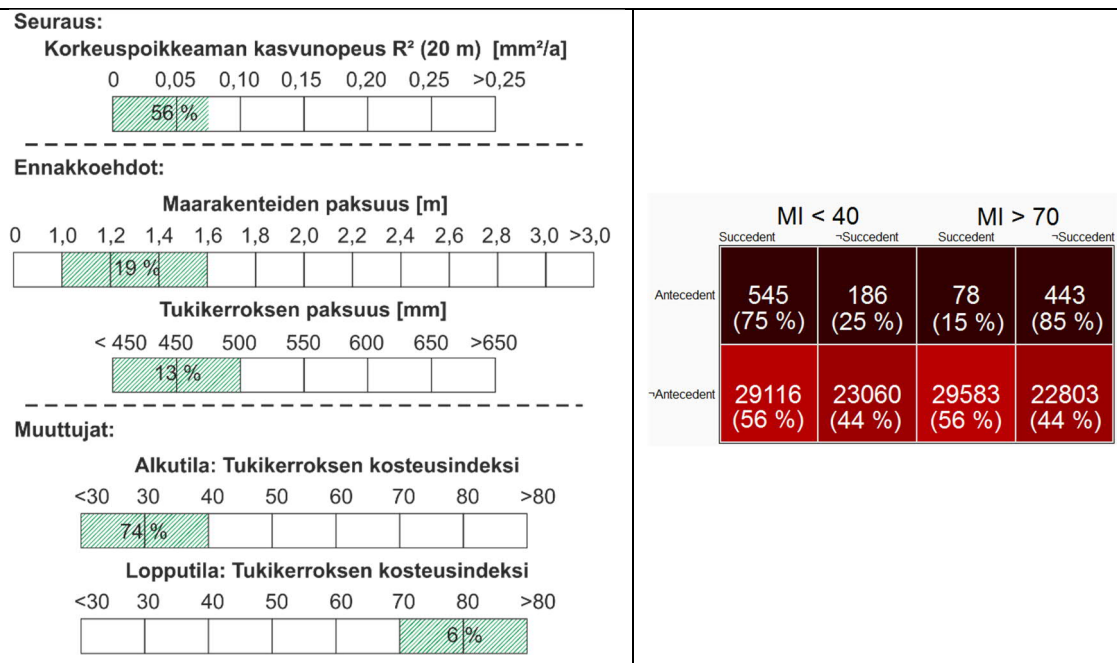 Seuraus:
Korkeuspoikkeaman kasvunopeus R² (20 m) [mm²/a]
0 0,05 0,10 0,15 0,20 0,25 >0,25
56 %
Ennakkoehdot:
Maarakenteiden paksuus [m]
0 1,0 1,2 1,4 1,6 1,8 2,0 2,2 2,4 2,6 2,8 3,0 >3,0
19 %
Tukikerroksen paksuus [mm]
< 450 450 500 550 600 650 >650
13 %
Muuttujat:
Alkutila: Tukikerroksen kosteusindeksi
<30 30 40 50 60 70 80 >80
74 %
Lopputila: Tukikerroksen kosteusindeksi
<30 30 40 50 60 70 80 >80
6 %
MI < 40 MI > 70
Succedent ¬Succedent Succedent ¬Succedent
Antecedent 545 186 78 443
(75 %) (25 %) (15 %) (85 %)
¬Antecedent 29116 23060 29583 22803
(56 %) (44 %) (56 %) (44 %)